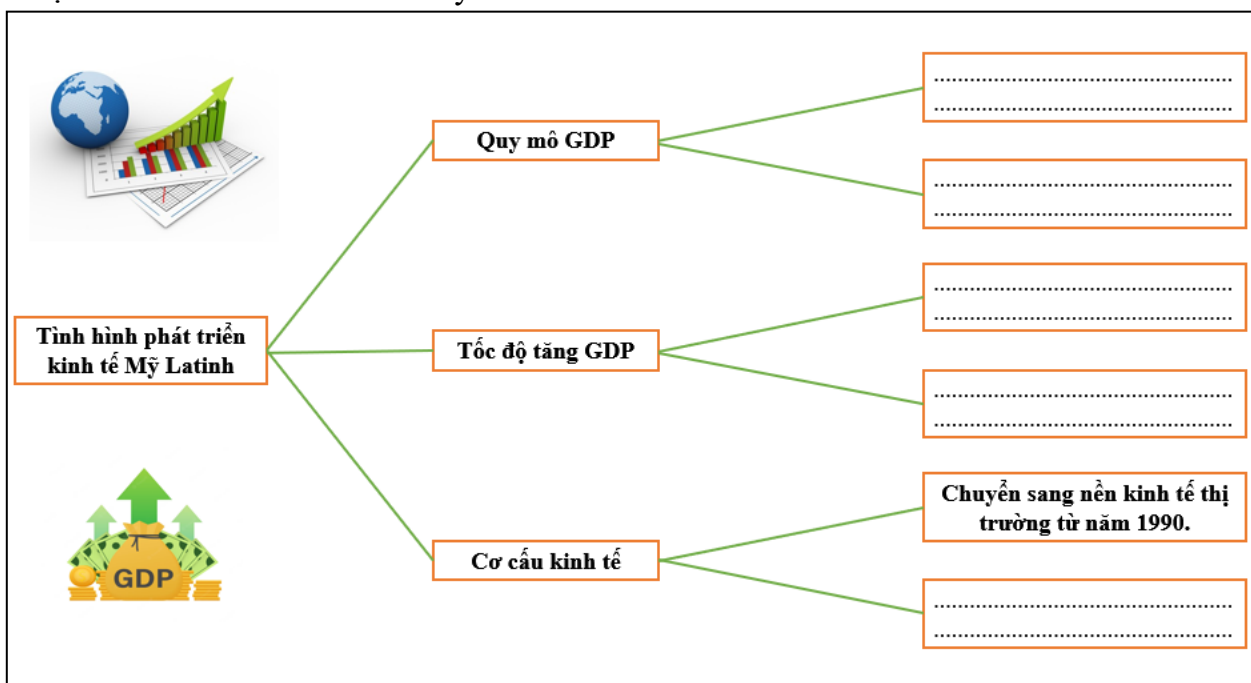 Quy mô GDP
Tình hình phát triển
kinh tế Mỹ Latinh
Tốc độ tăng GDP
GDP
Cơ cấu kinh tế
Chuyển sang nền kinh tế thị
trường từ năm 1990.